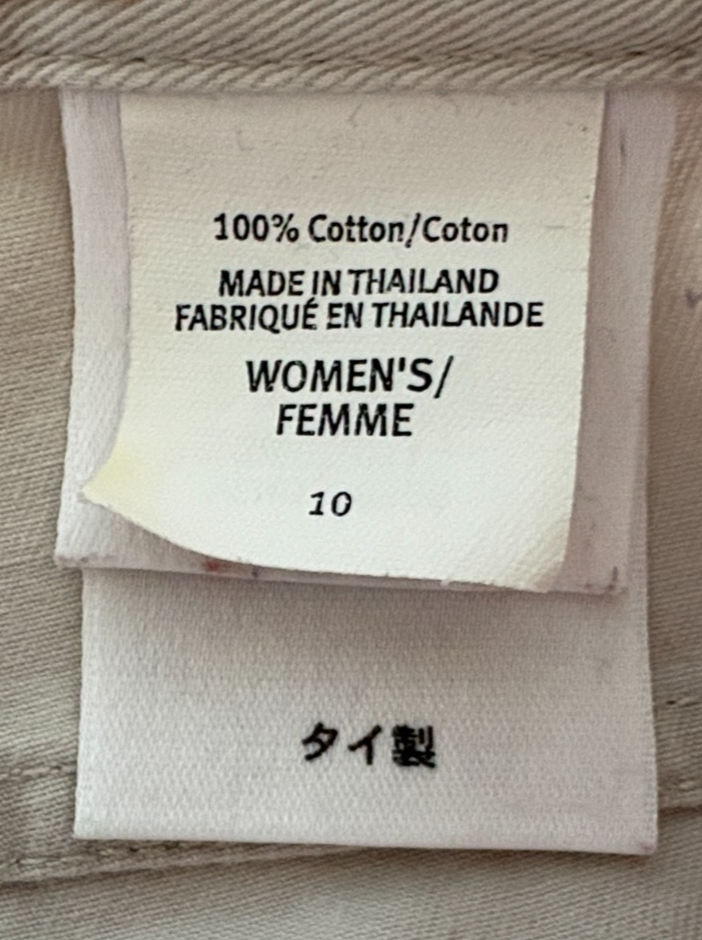 100% Cotton/Coton
MADE IN THAILAND
FABRIQUÉ EN THAILANDE
WOMEN'S/
FEMME
10
タイ製